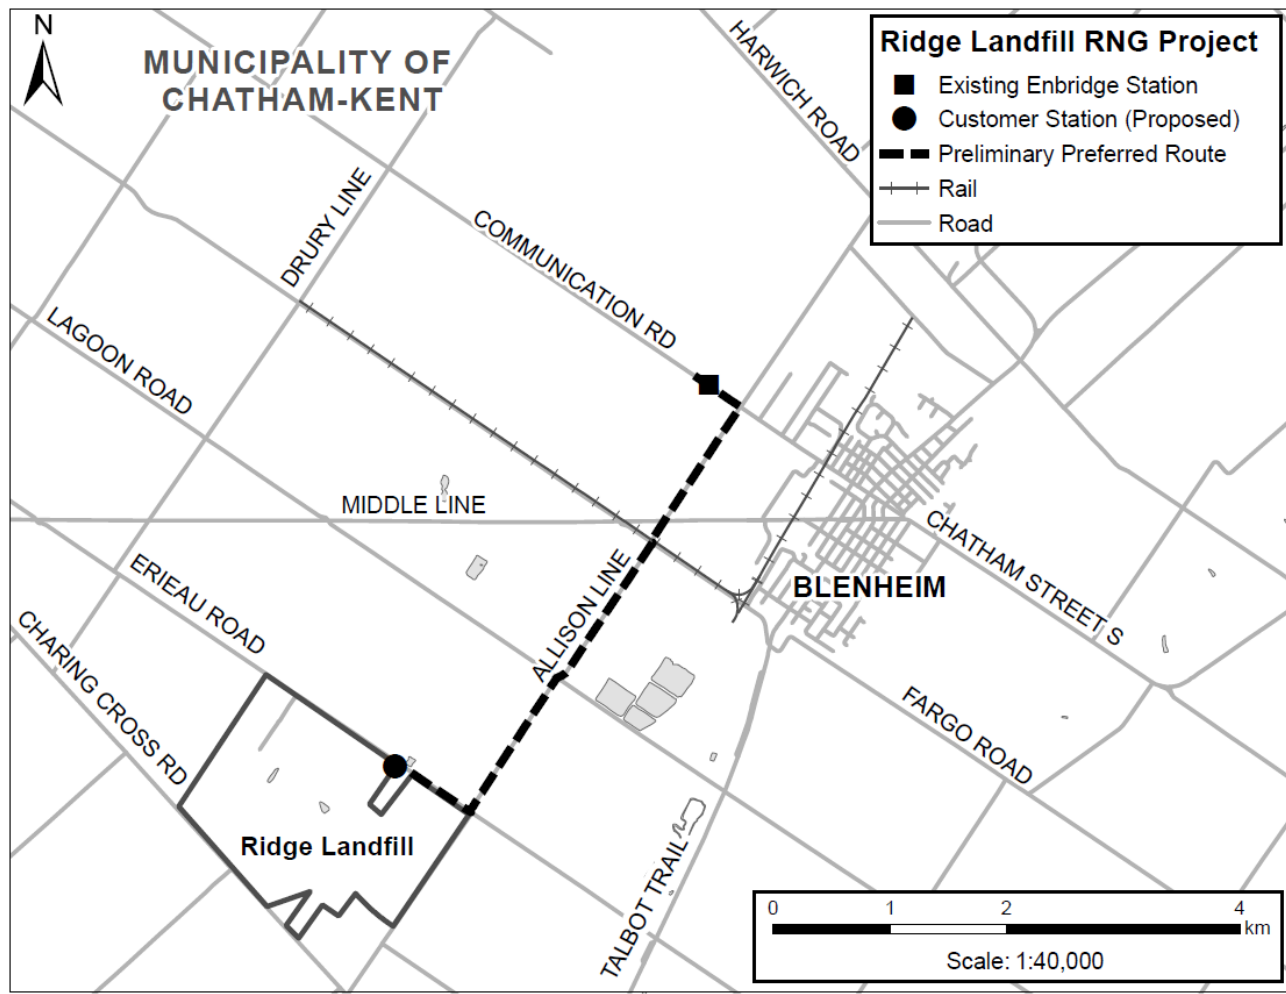 N
MUNICIPALITY OF
CHATHAM-KENT
HARWICH ROAD
Ridge Landfill RNG Project
Existing Enbridge Station
Customer Station (Proposed)
Preliminary Preferred Route
Rail
Road
DRURY LINE
COMMUNICATION RD
LAGOON ROAD
MIDDLE LINE
ERIEAU ROAD
CHARING CROSS RD
ALLISON LINE
BLENHEIM
CHATHAM STREET S
FARGO ROAD
Ridge Landfill
TALBOT TRAIL
0 1 2 4
km
Scale: 1:40,000